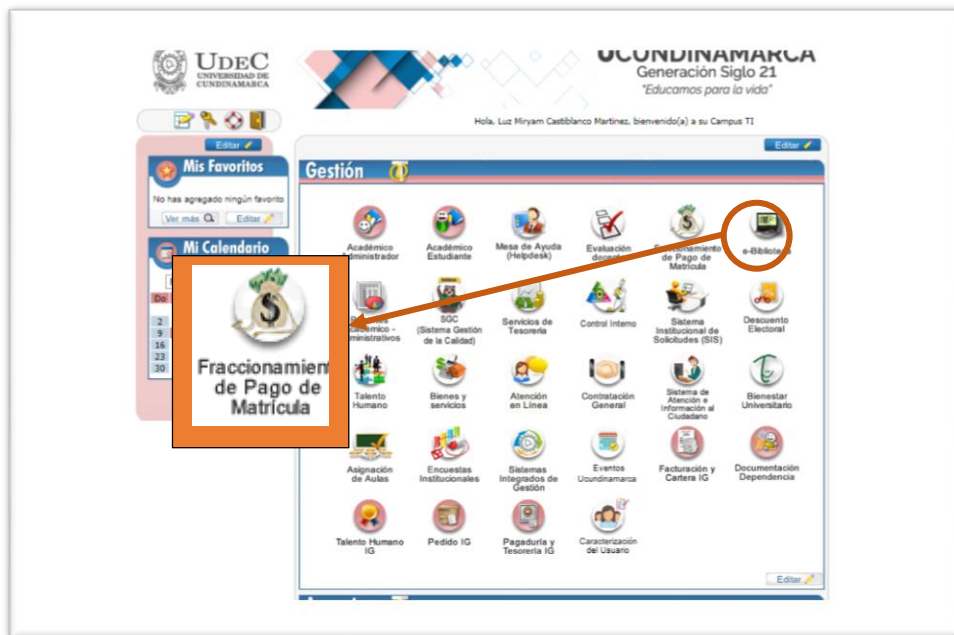 UDEC
UNIVERSIDAD DE
CUNDINAMARCA
UCUNDINAMARCA
Generación Siglo 21
"Educamos para la vida"
Hola, Luz Miryam Castiblanco Martinez, bienvenido(a) a su Campus TI
Editar
Mis Favoritos
No has agregado ningún favorito
Ver más
Editar
Mi Calendario
Do
2
9
16
23
30
Fraccionamien
de Pago de
Matrícula
Editar
Gestión
Académico
Administrador
Académico
Estudiante
Mesa de Ayuda
(Helpdesk)
Evaluación
docente
de Pago de
Matrícula
e-Biblioteca
Académico -
ministrativos
SGC
(Sistema Gestión
de la Calidad)
Servicios de
Tesorería
Control Interno
Sistema
Institucional de
Solicitudes (SIS)
Descuento
Electoral
Talento
Humano
Bienes y
servicios
Atención
en Línea
Contratación
General
Sistema de
Atención e
Información al
Ciudadano
Bienestar
Universitario
Asignación
de Aulas
Encuestas
Institucionales
Sistemas
Integrados de
Gestión
Eventos
Ucundinamarca
Facturación y
Cartera IG
Documentación
Dependencia
Talento Humano
IG
Pedido IG
Pagaduría y
Tesorería IG
Caracterización
del Usuario
Editar